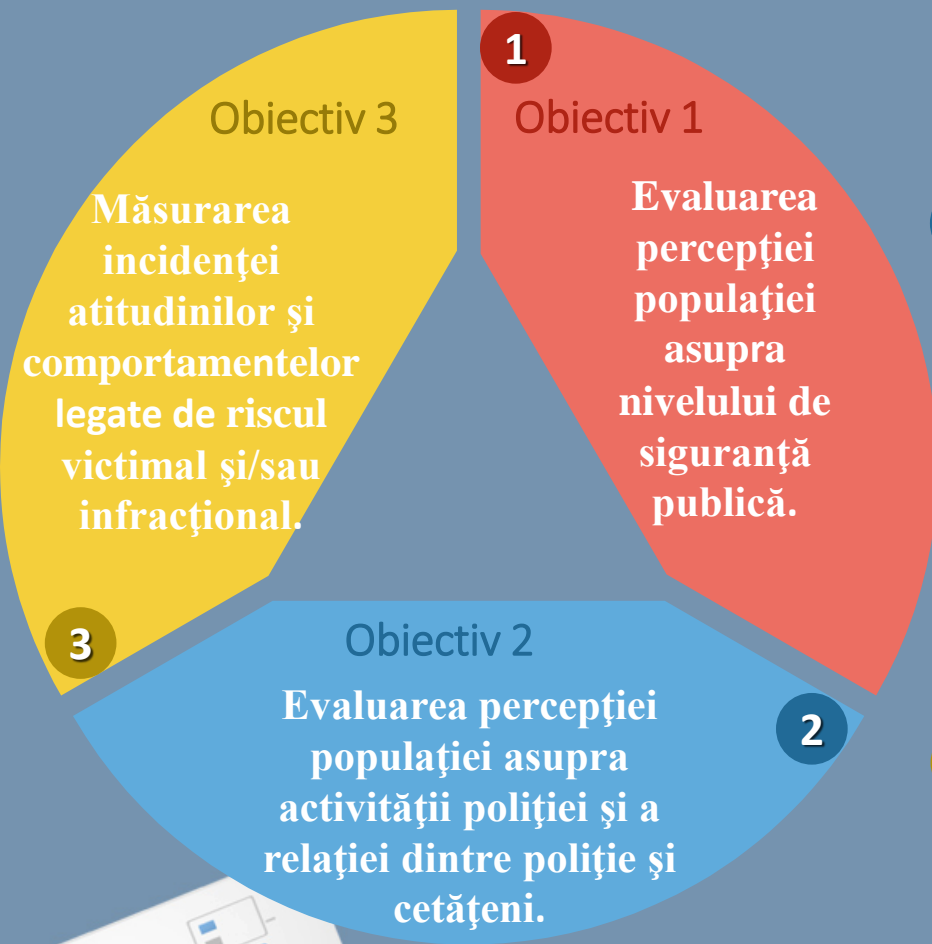 1
Obiectiv 1
Evaluarea
percepţiei
populaţiei
asupra
nivelului de
siguranţă
publică.
2
Obiectiv 2
Evaluarea percepţiei
populaţiei asupra
activităţii poliţiei şi a
relaţiei dintre poliţie şi
cetăţeni.
3
Obiectiv 3
Măsurarea
incidenţei
atitudinilor şi
comportamentelor
legate de riscul
victimal şi/sau
infracţional.